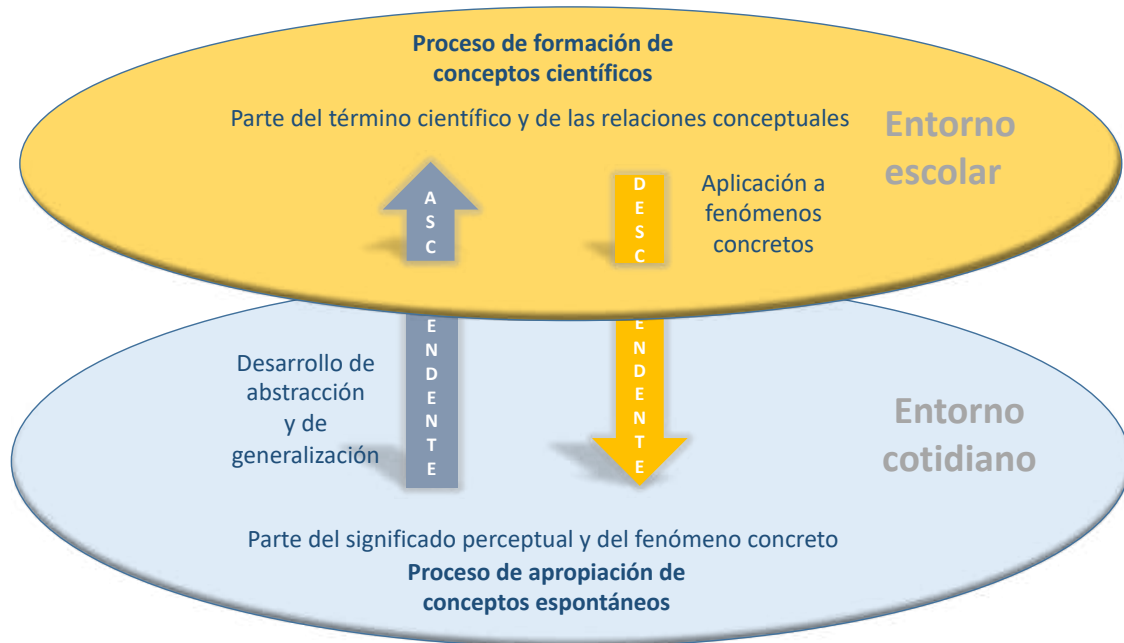 Proceso de formación de
conceptos científicos
Parte del término científico y de las relaciones conceptuales
Entorno
escolar
ASCENDENTE
DESCENDENTE
Aplicación a
fenómenos
concretos
Desarrollo de
abstracción
y de
generalización
Entorno
cotidiano
Parte del significado perceptual y del fenómeno concreto
Proceso de apropiación de
conceptos espontáneos